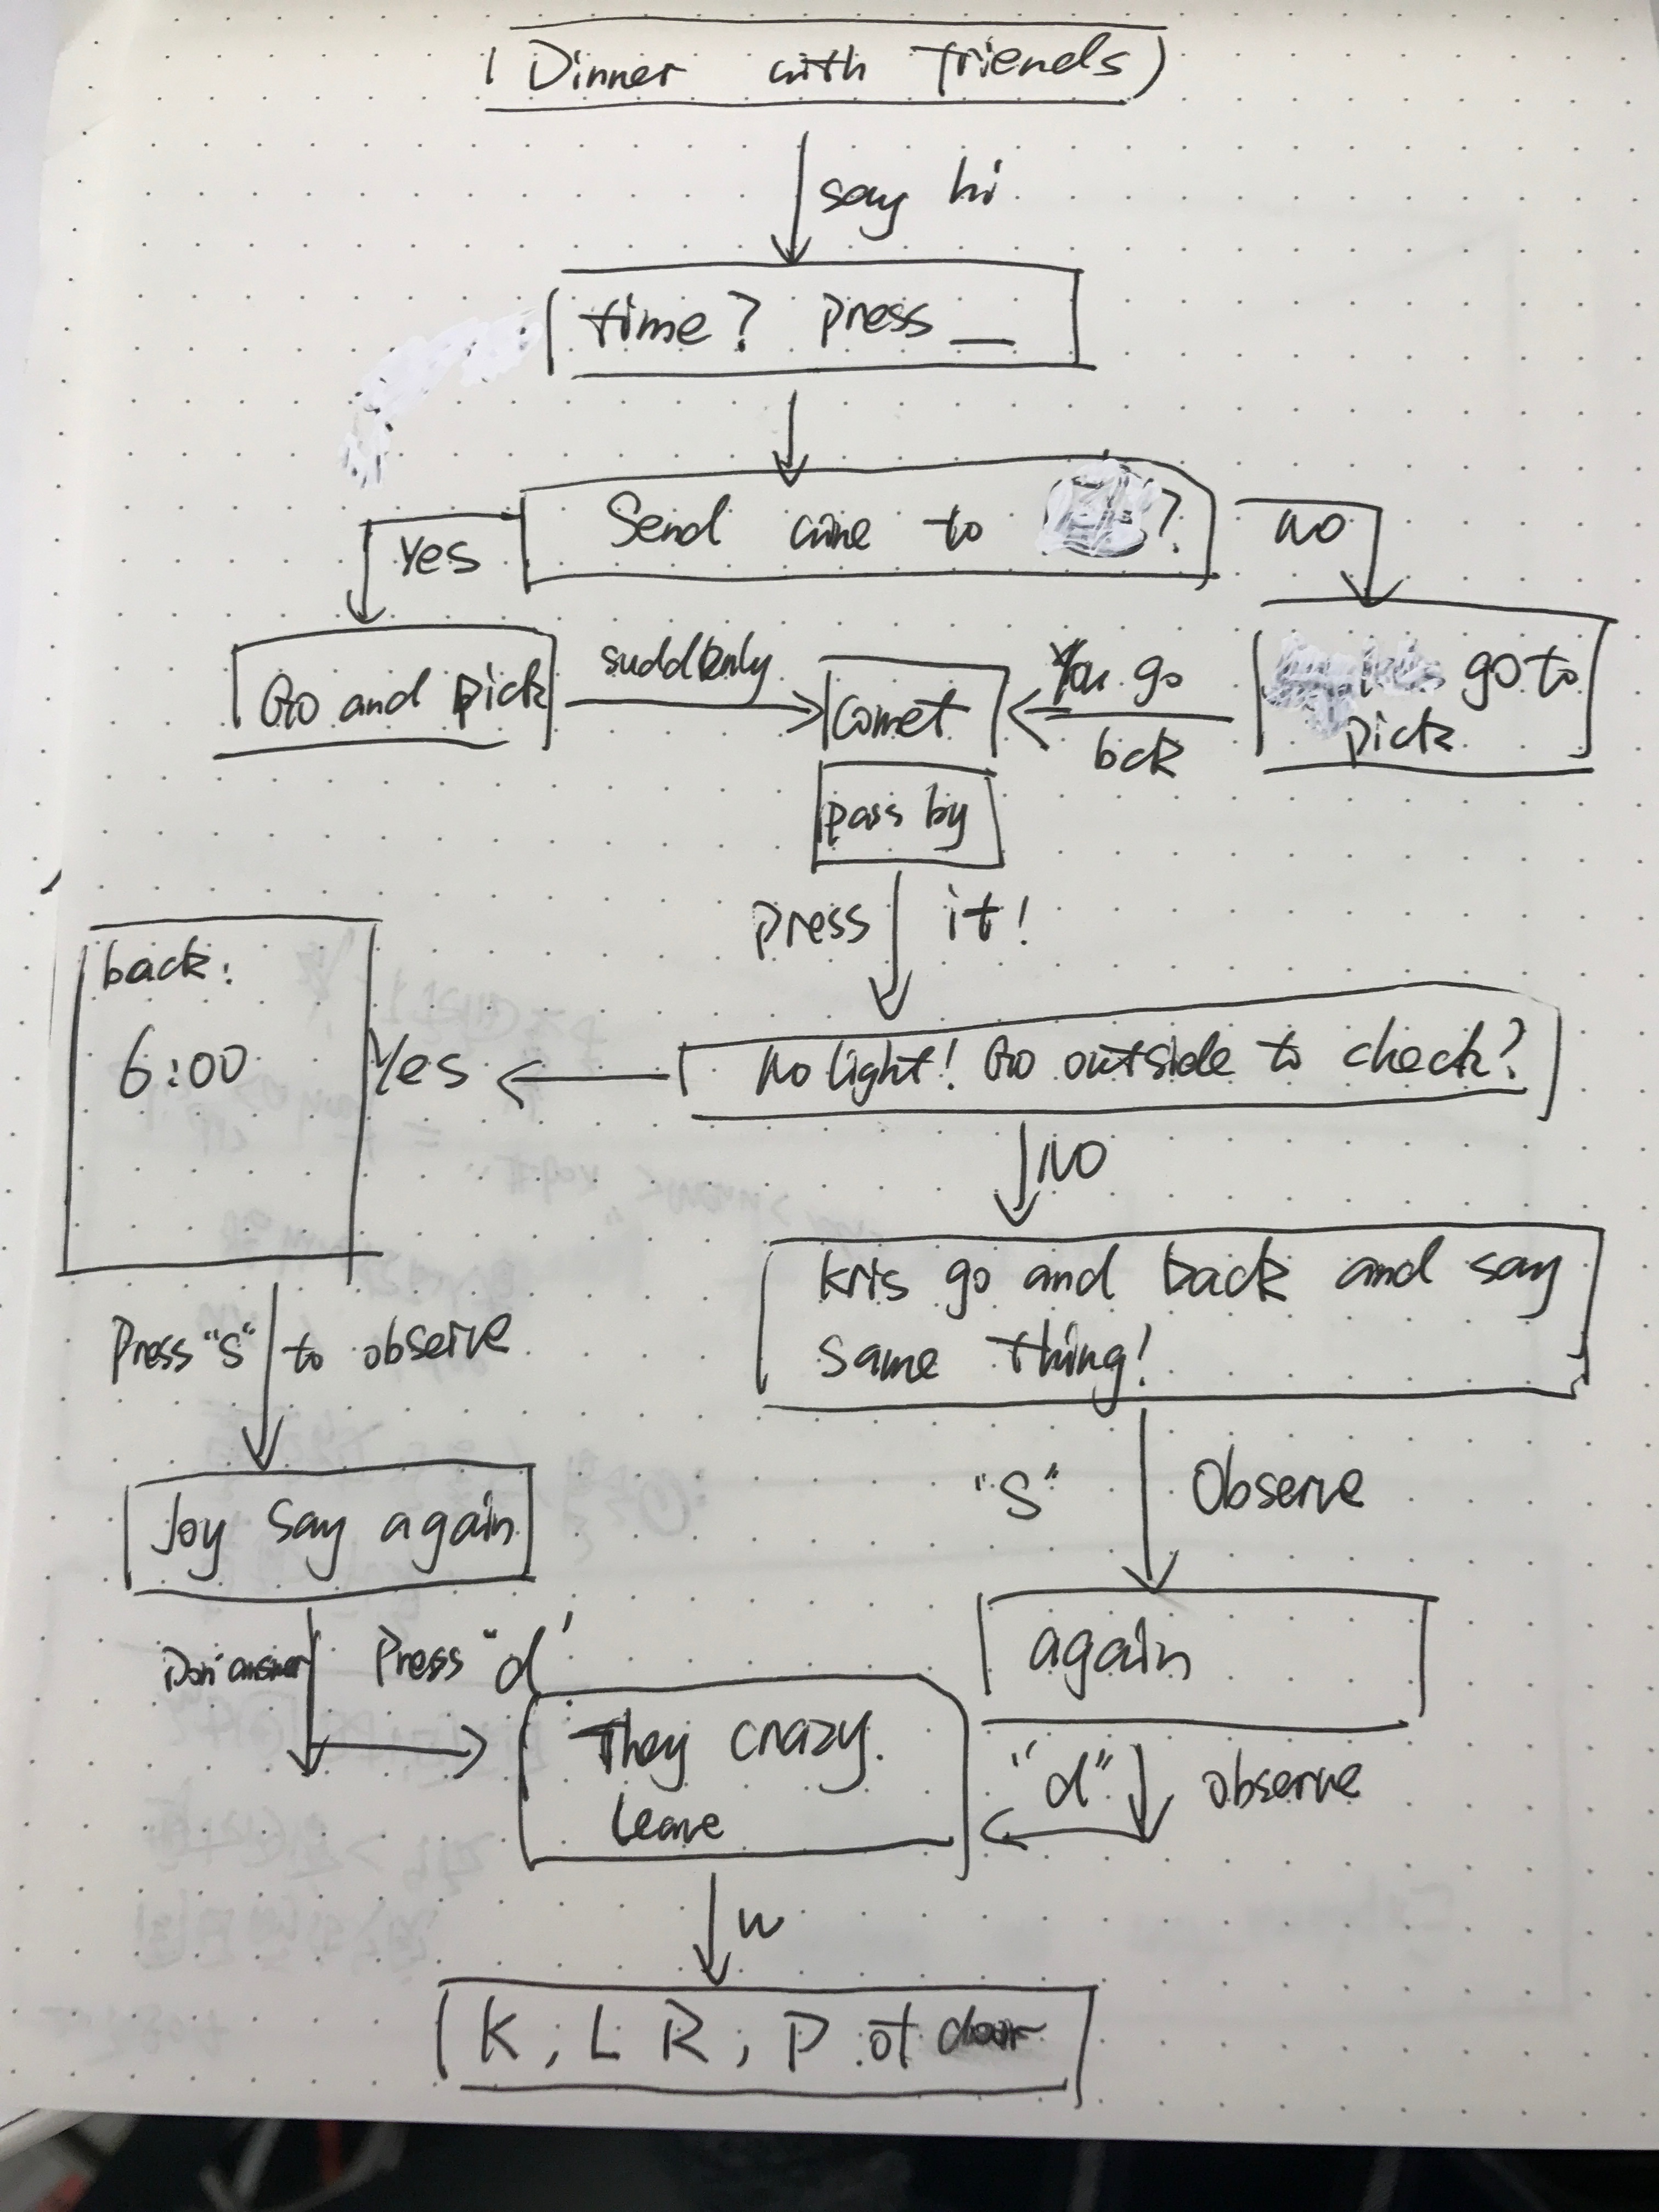 Dinner with friends
say hi
time? press _
Send wine to ?
Yes
NO
Go and pick
suddenly
Comet
You go
back
go to
pick
pass by
press it!
back:
6:00
Yes
No light! Go outside to check?
NO
Kris go and back and say
same thing!
Press "S" to observe
"S" Observe
Joy say again
again
Don' answer Press "d'
They crazy.
Leave
"d" observe
w
K, L R, P of door